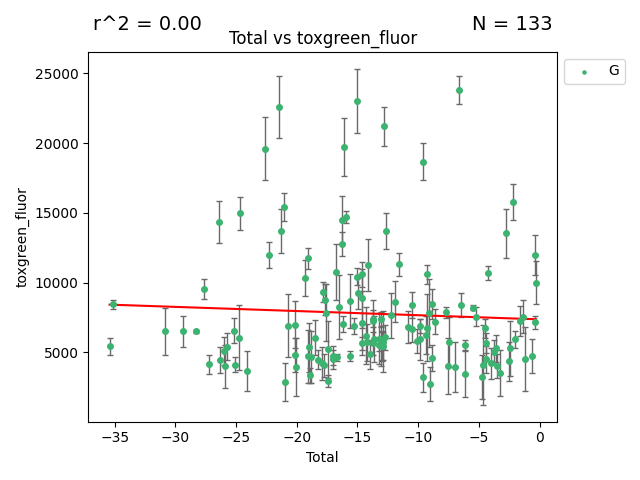 r^2 = 0.00
N = 133
Total vs toxgreen_fluor
G
25000
20000
15000
10000
5000
toxgreen_fluor
−35 −30 −25 −20 −15 −10 −5 0
Total